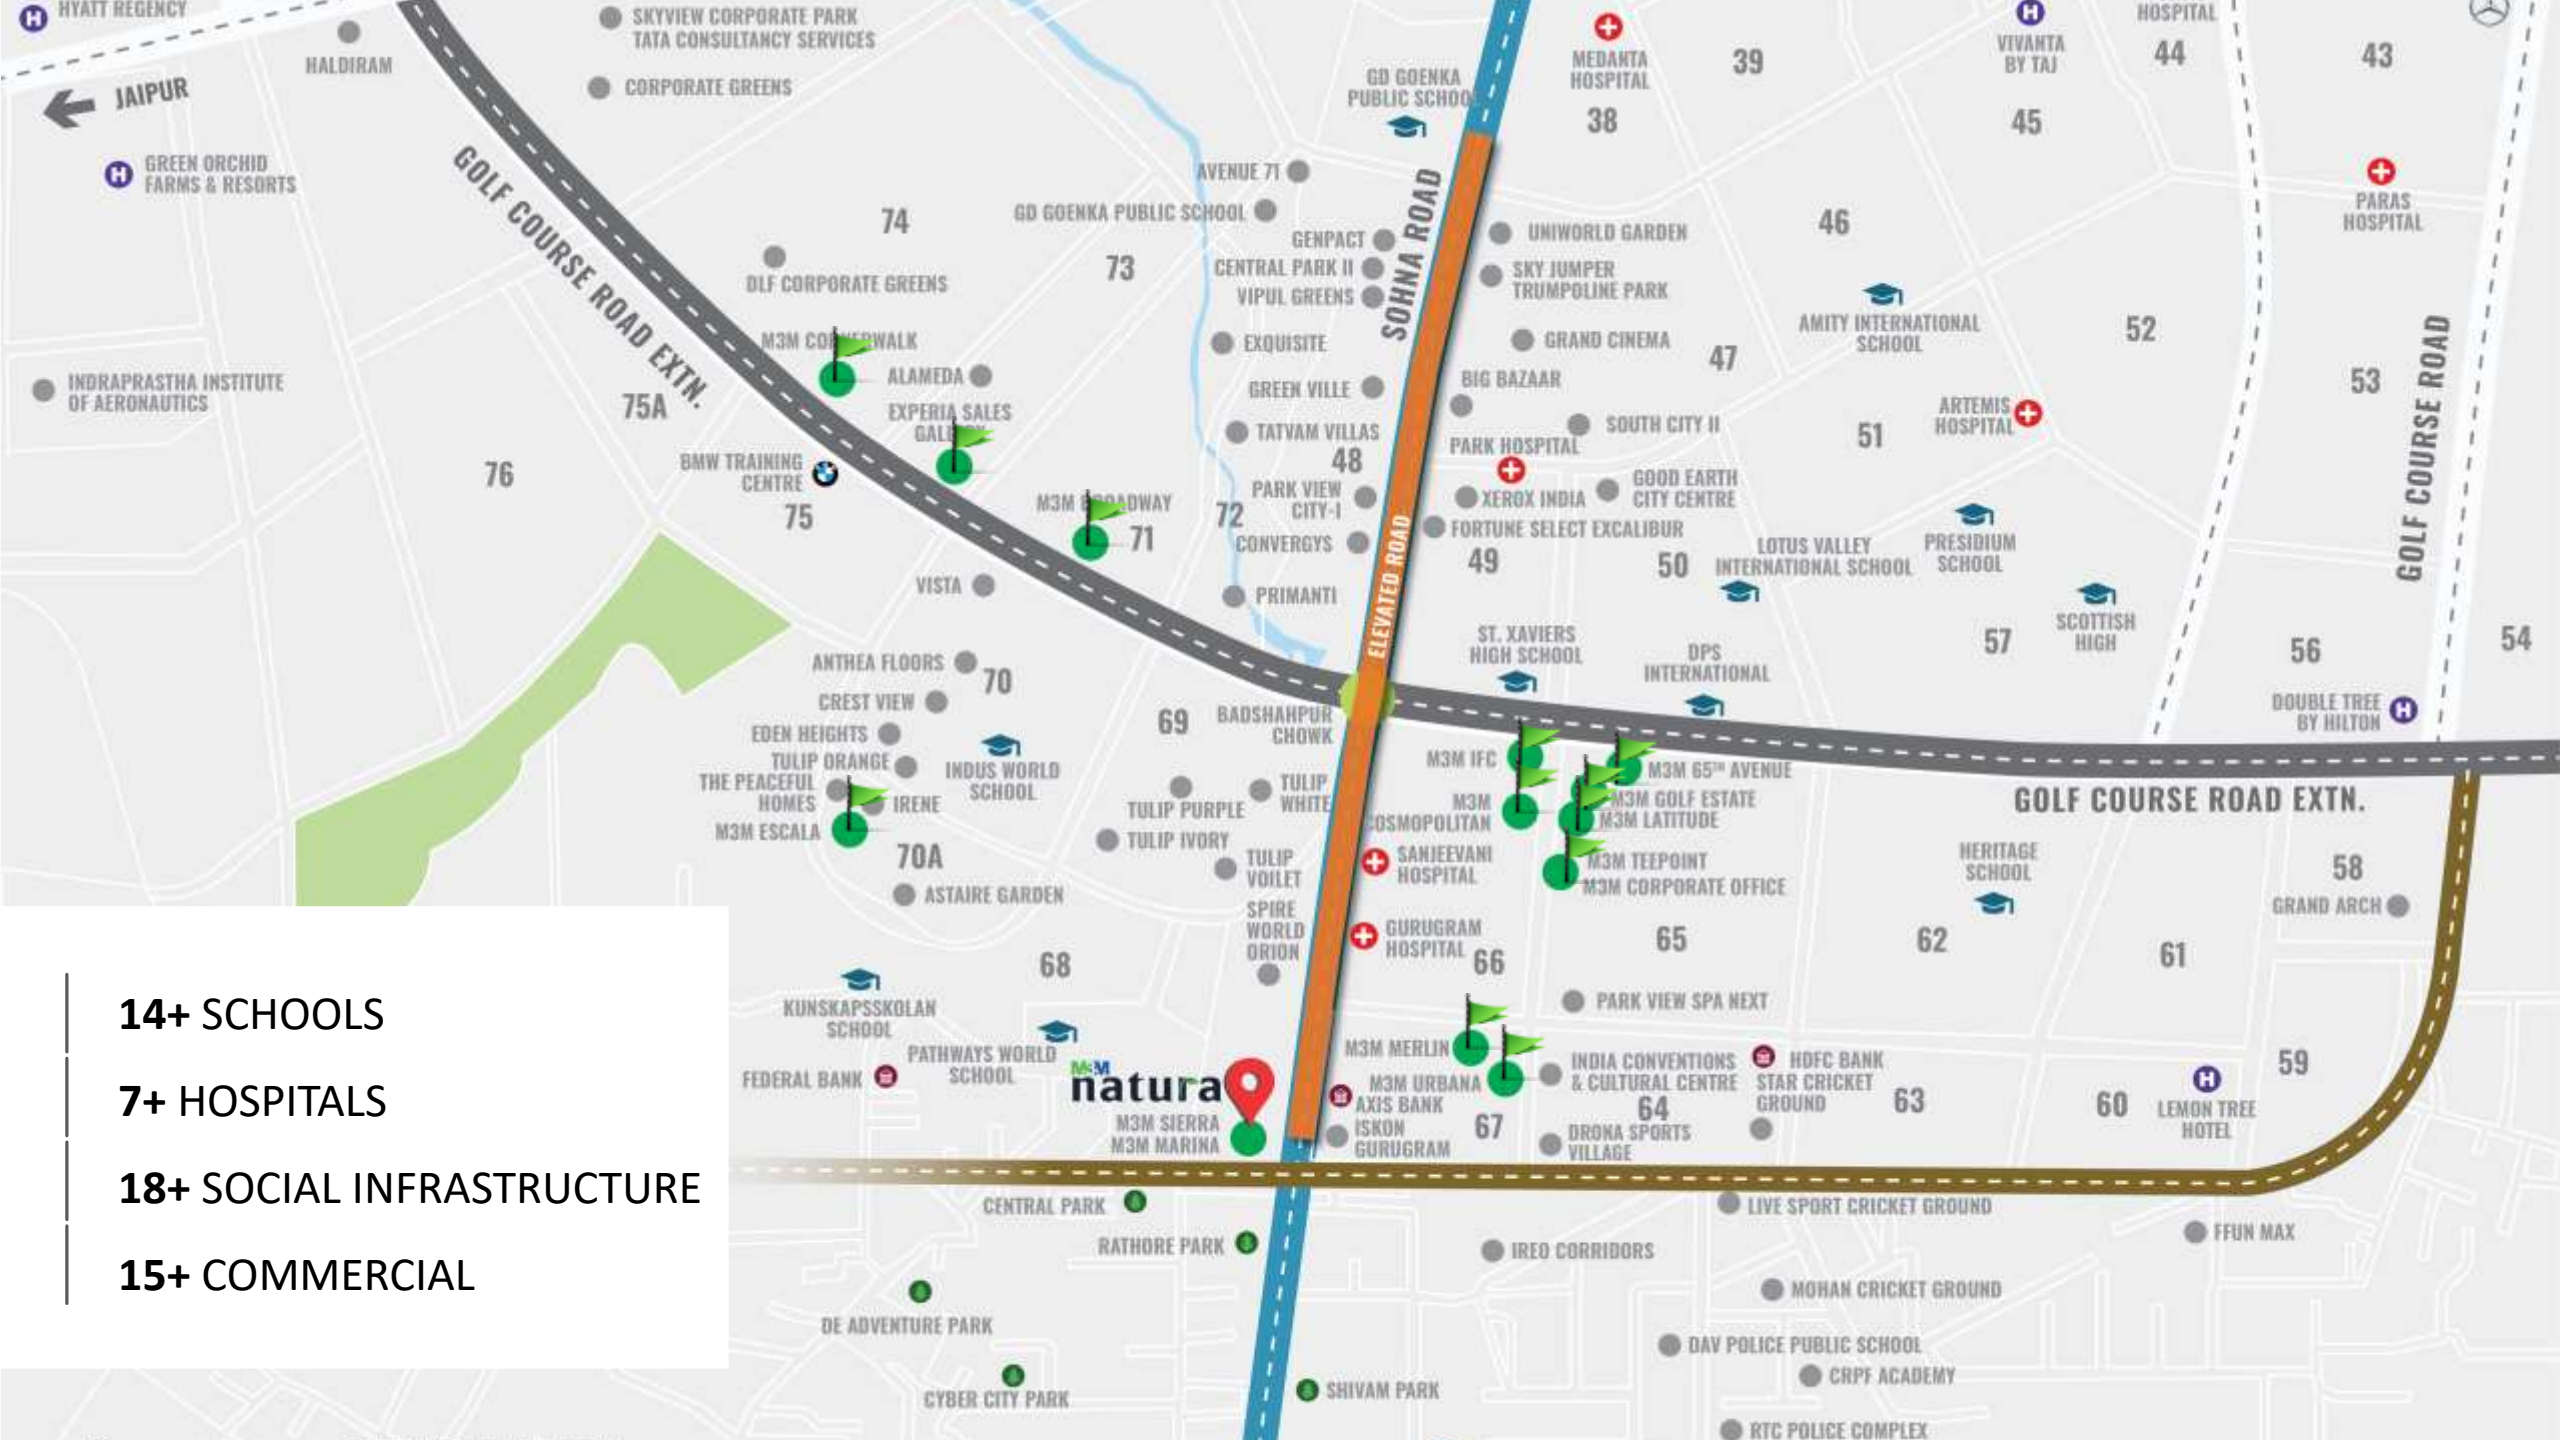 HYATT REGENCY
HALDIRAM
SKYVIEW CORPORATE PARK
TATA CONSULTANCY SERVICES
CORPORATE GREENS
JAIPUR
GREEN ORCHID
FARMS & RESORTS
GOLF COURSE ROAD EXTN.
GD GOENKA
PUBLIC SCHOOL
MEDANTA
HOSPITAL
38
39
VIVANTA
BY TAJ
45
HOSPITAL
44
43
PARAS
HOSPITAL
AVENUE 71
GD GOENKA PUBLIC SCHOOL
74
73
DLF CORPORATE GREENS
GENPACT
CENTRAL PARK II
VIPUL GREENS
SOHNA ROAD
UNIWORLD GARDEN
SKY JUMPER
TRUMPOLINE PARK
GRAND CINEMA
46
47
AMITY INTERNATIONAL
SCHOOL
52
53
GOLF COURSE ROAD
M3M CORNERWALK
ALAMEDA
EXPERIA SALES
GALLERY
EXQUISITE
GREEN VILLE
TATVAM VILLAS
48
BIG BAZAAR
SOUTH CITY II
PARK HOSPITAL
51
ARTEMIS
HOSPITAL
INDRAPRASTHA INSTITUTE
OF AERONAUTICS
75A
76
BMW TRAINING
CENTRE
75
M3M BROADWAY
71
72
PARK VIEW
CITY-I
CONVERGYS
PRIMANTI
ELEVATED ROAD
XEROX INDIA
GOOD EARTH
CITY CENTRE
FORTUNE SELECT EXCALIBUR
49
50
LOTUS VALLEY
INTERNATIONAL SCHOOL
PRESIDIUM
SCHOOL
SCOTTISH
HIGH
57
56
54
VISTA
ANTHEA FLOORS
70
CREST VIEW
EDEN HEIGHTS
TULIP ORANGE
THE PEACEFUL
HOMES
IRENE
M3M ESCALA
INDUS WORLD
SCHOOL
70A
ASTAIRE GARDEN
69
BADSHAHPUR
CHOWK
ST. XAVIERS
HIGH SCHOOL
DPS
INTERNATIONAL
DOUBLE TREE
BY HILTON
GOLF COURSE ROAD EXTN.
TULIP PURPLE
TULIP
WHITE
TULIP IVORY
TULIP
VOILET
SPIRE
WORLD
ORION
M3M IFC
M3M 65TH AVENUE
M3M
COSMOPOLITAN
M3M GOLF ESTATE
M3M LATITUDE
SANJEEVANI
HOSPITAL
M3M TEEPOINT
M3M CORPORATE OFFICE
GURUGRAM
HOSPITAL
66
65
HERITAGE
SCHOOL
62
61
58
GRAND ARCH
68
KUNSKAPSSKOLAN
SCHOOL
PATHWAYS WORLD
SCHOOL
FEDERAL BANK
M3M
natura
M3M SIERRA
M3M MARINA
PARK VIEW SPA NEXT
M3M MERLIN
M3M URBANA
AXIS BANK
ISKON
GURUGRAM
67
INDIA CONVENTIONS
& CULTURAL CENTRE
64
DRONA SPORTS
VILLAGE
HDFC BANK
STAR CRICKET
GROUND
63
60
LEMON TREE
HOTEL
59
14+ SCHOOLS
7+ HOSPITALS
18+ SOCIAL INFRASTRUCTURE
15+ COMMERCIAL
CENTRAL PARK
RATHORE PARK
DE ADVENTURE PARK
CYBER CITY PARK
SHIVAM PARK
IREO CORRIDORS
LIVE SPORT CRICKET GROUND
FFUN MAX
MOHAN CRICKET GROUND
DAV POLICE PUBLIC SCHOOL
CRPF ACADEMY
RTC POLICE COMPLEX